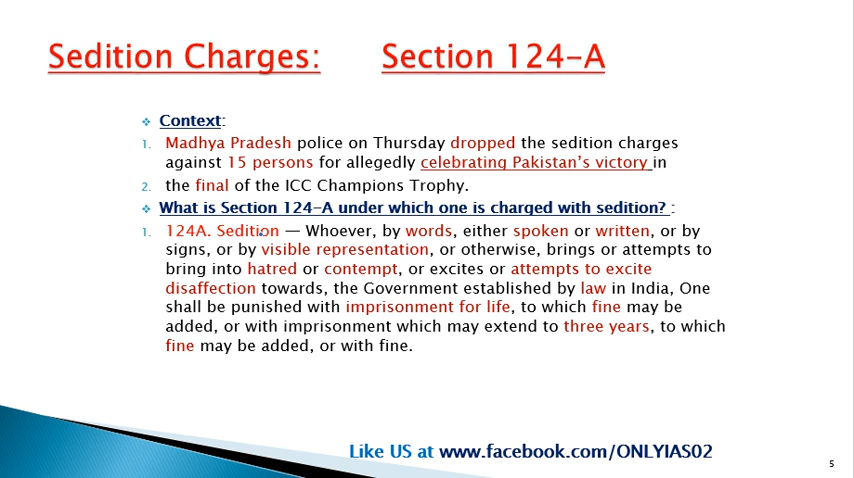 Sedition Charges: Section 124-A
❖ Context:
1. Madhya Pradesh police on Thursday dropped the sedition charges
against 15 persons for allegedly celebrating Pakistan's victory in
2. the final of the ICC Champions Trophy.
❖ What is Section 124-A under which one is charged with sedition? :
1. 124A. Sedition — Whoever, by words, either spoken or written, or by
signs, or by visible representation, or otherwise, brings or attempts to
bring into hatred or contempt, or excites or attempts to excite
disaffection towards, the Government established by law in India, One
shall be punished with imprisonment for life, to which fine may be
added, or with imprisonment which may extend to three years, to which
fine may be added, or with fine.
Like US at www.facebook.com/ONLYIAS02
5